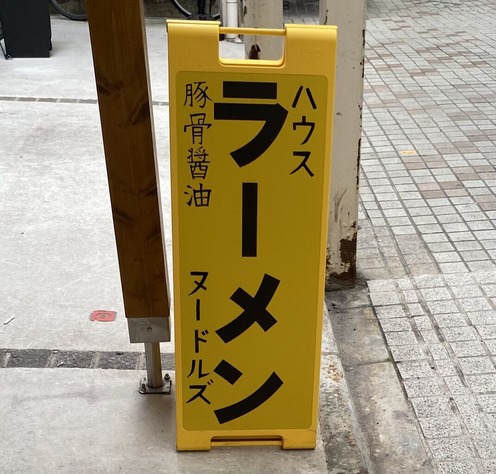 ハウス
ラーメン
豚骨醤油
ヌードルズ